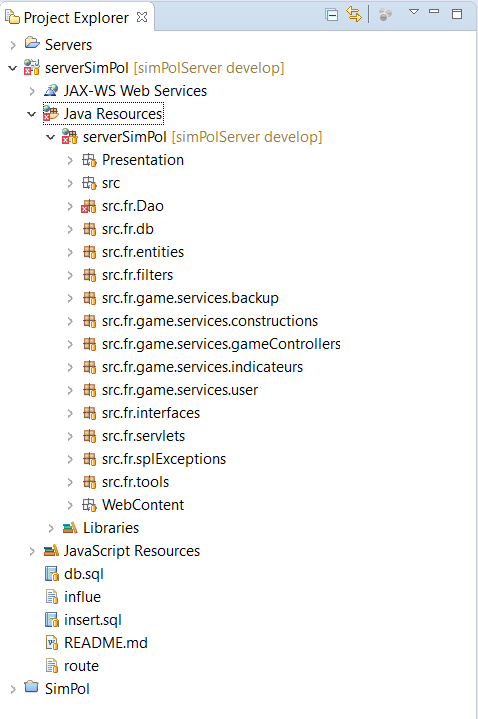 Project Explorer
Servers
serverSimPol [simPolServer develop]
JAX-WS Web Services
Java Resources
serverSimPol [simPolServer develop]
Presentation
src
src.fr.Dao
src.fr.db
src.fr.entities
src.fr.filters
src.fr.game.services.backup
src.fr.game.services.constructions
src.fr.game.services.gameControllers
src.fr.game.services.indicateurs
src.fr.game.services.user
src.fr.interfaces
src.fr.servlets
src.fr.splExceptions
src.fr.tools
WebContent
Libraries
JavaScript Resources
db.sql
influe
insert.sql
README.md
route
SimPol